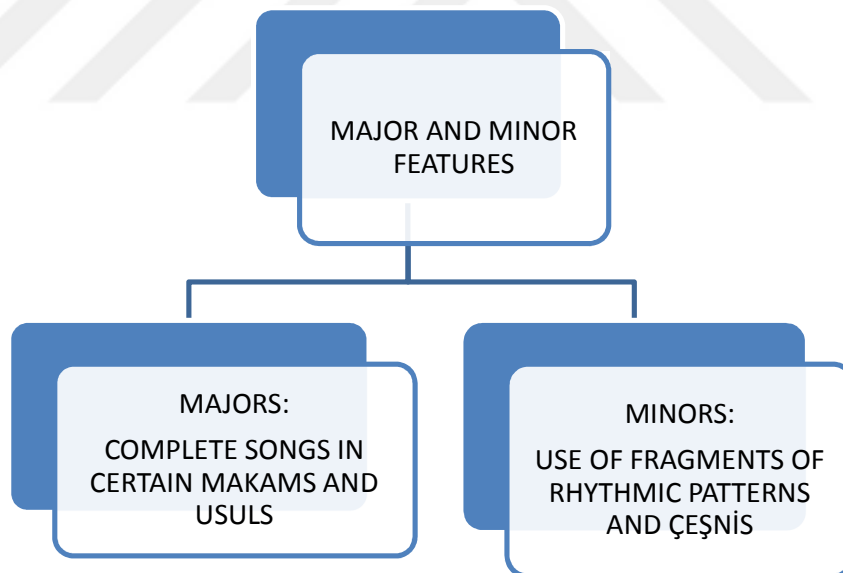 MAJOR AND MINOR
FEATURES
MAJORS:
COMPLETE SONGS IN
CERTAIN MAKAMS AND
USULS
MINORS:
USE OF FRAGMENTS OF
RHYTHMIC PATTERNS
AND ÇEŞNİS